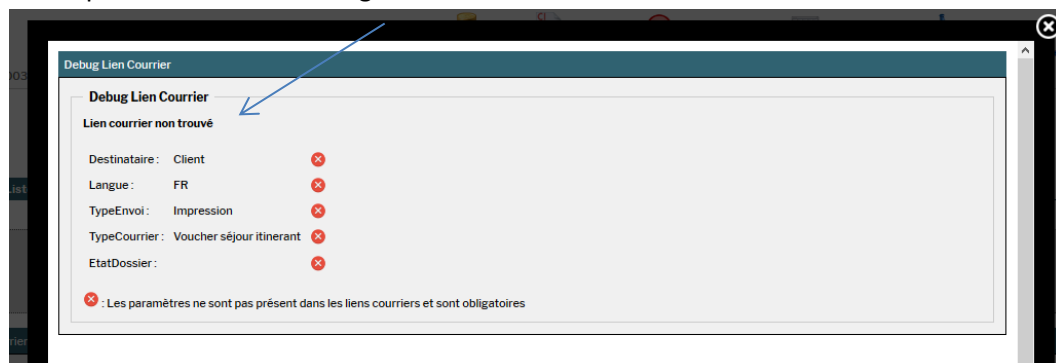 Debug Lien Courrier
Debug Lien Courrier
Lien courrier non trouvé
Destinataire : Client
Langue : FR
TypeEnvoi : Impression
TypeCourrier : Voucher séjour itinerant
EtatDossier :
: Les paramètres ne sont pas présent dans les liens courriers et sont obligatoires